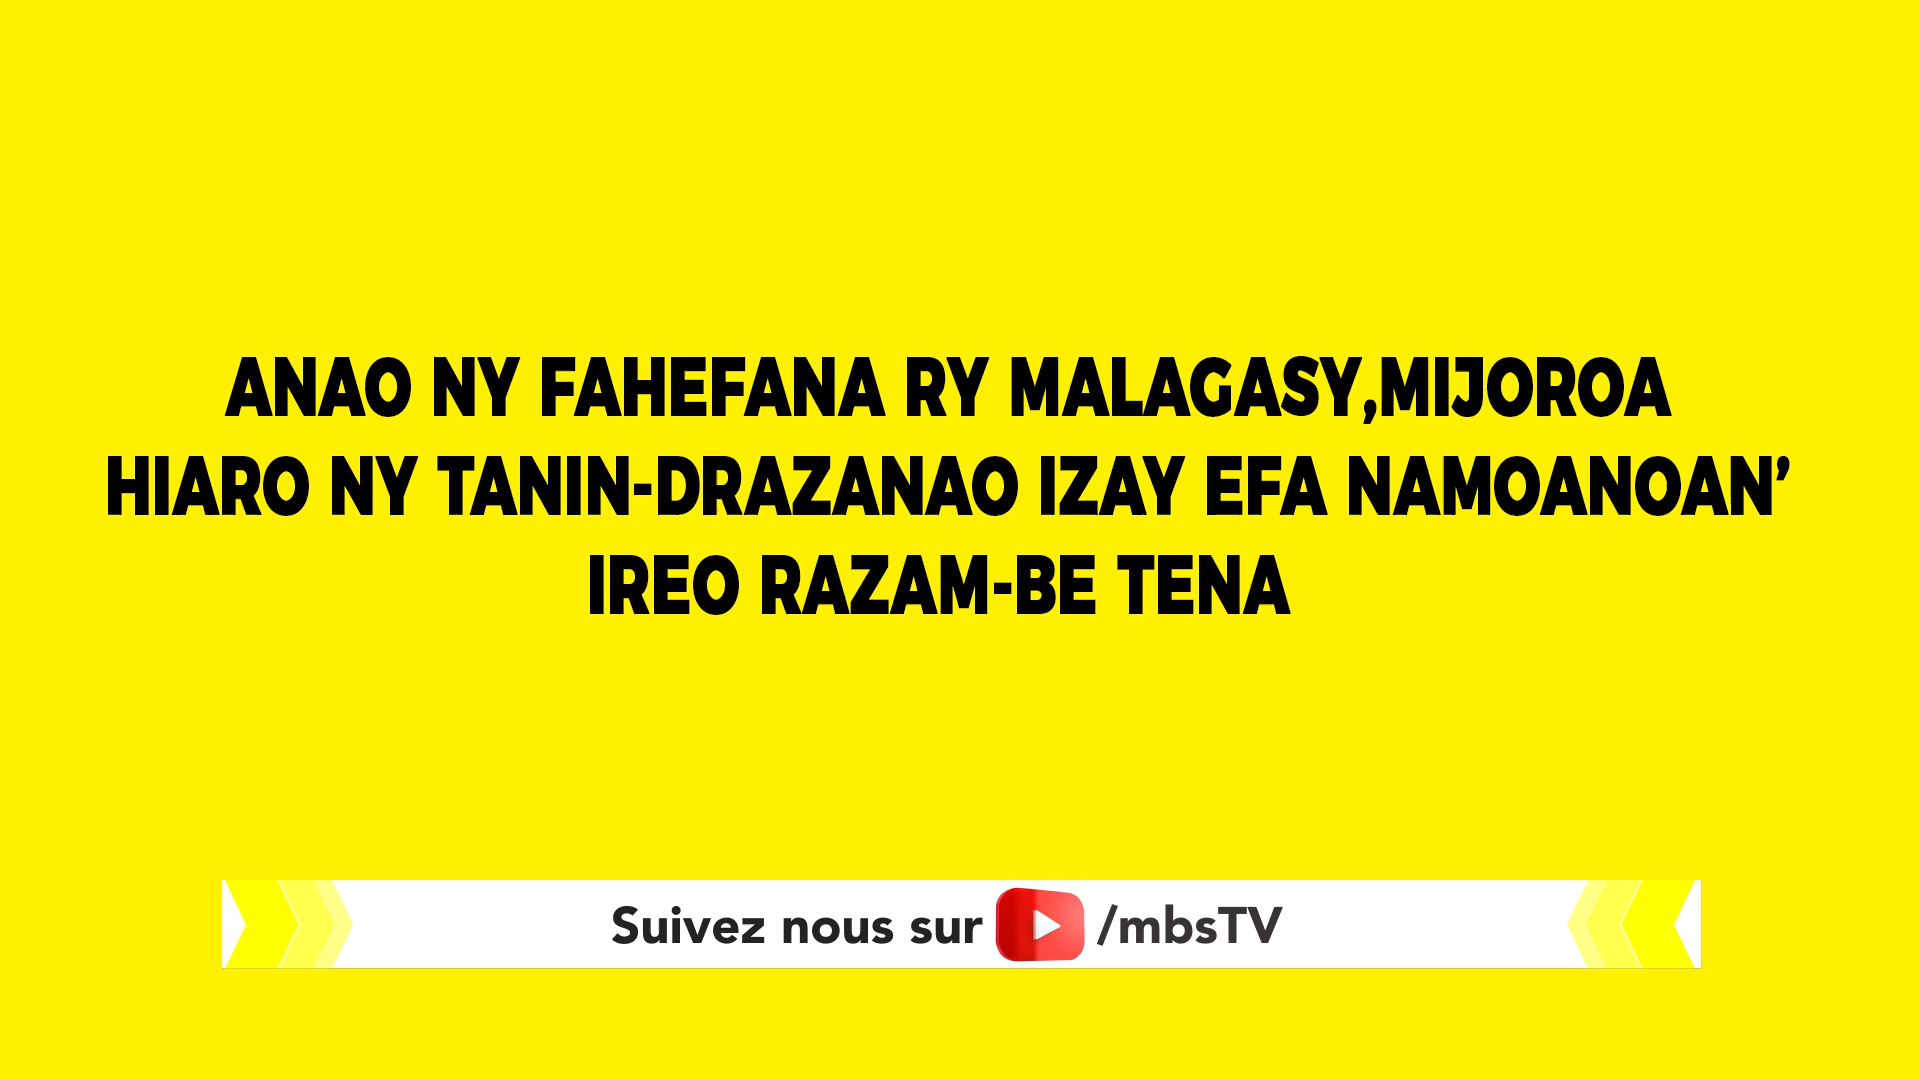 ANAO NY FAHEFANA RY MALAGASY,MIJOROA
HIARO NY TANIN-DRAZANAO IZAY EFA NAMOANOAN’
IREO RAZAM-BE TENA
Suivez nous sur /mbsTV